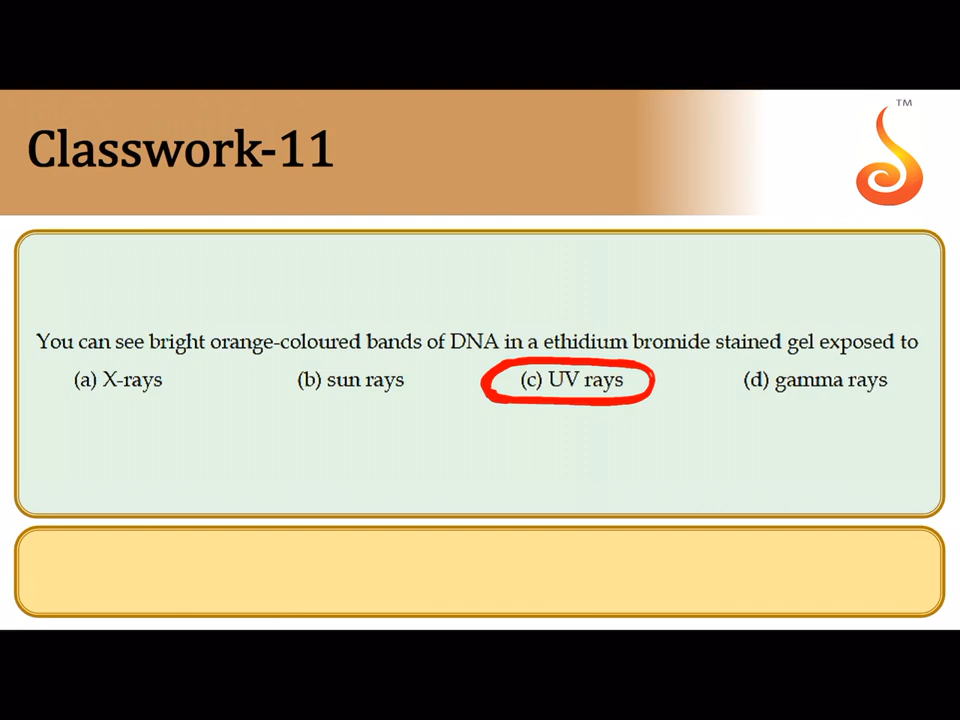 TM
Classwork-11
You can see bright orange-coloured bands of DNA in a ethidium bromide stained gel exposed to
(a) X-rays (b) sun rays (c) UV rays (d) gamma rays